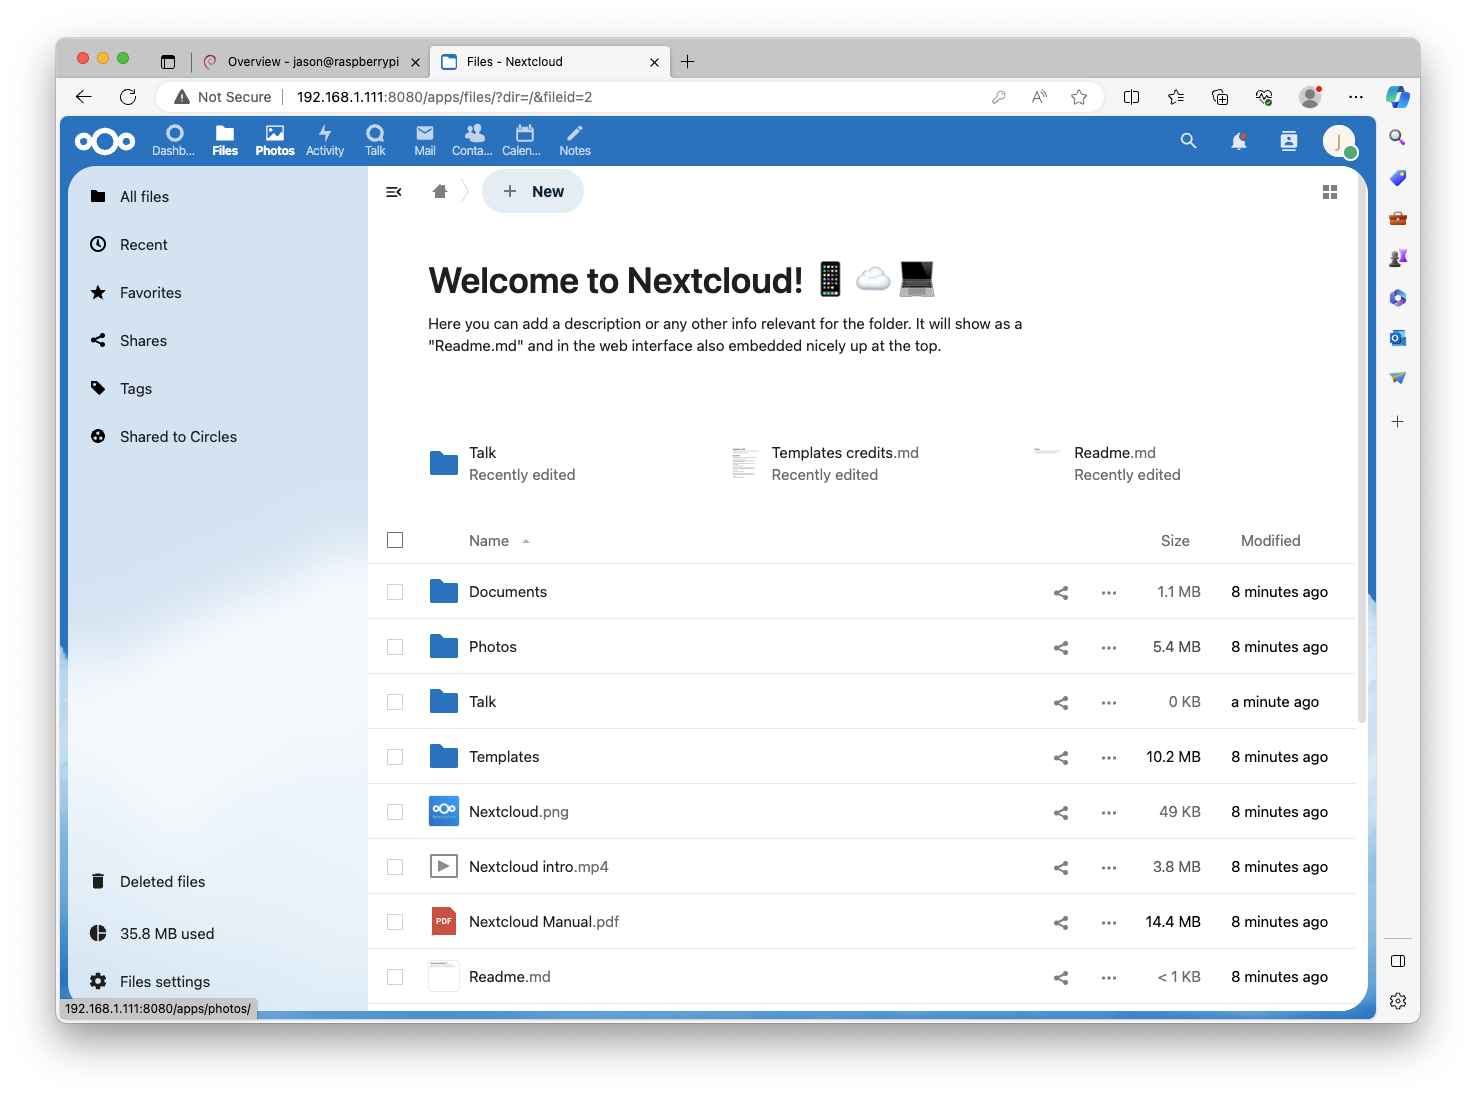 Overview - jason@raspberrypi
Files - Nextcloud
Not Secure
192.168.1.111:8080/apps/files/?dir=/&fileid=2
Dashb...
Files
Photos
Activity
Talk
Mail
Conta...
Calen...
Notes
J
All files
Recent
Favorites
Shares
Tags
Shared to Circles
Deleted files
35.8 MB used
Files settings
192.168.1.111:8080/apps/photos/
+ New
Welcome to Nextcloud!
Here you can add a description or any other info relevant for the folder. It will show as a
"Readme.md" and in the web interface also embedded nicely up at the top.
Talk
Recently edited
Templates credits.md
Recently edited
Readme.md
Recently edited
Name Size Modified
Documents 1.1 MB 8 minutes ago
Photos 5.4 MB 8 minutes ago
Talk 0 KB a minute ago
Templates 10.2 MB 8 minutes ago
Nextcloud.png 49 KB 8 minutes ago
Nextcloud intro.mp4 3.8 MB 8 minutes ago
PDF Nextcloud Manual.pdf 14.4 MB 8 minutes ago
Readme.md < 1 KB 8 minutes ago